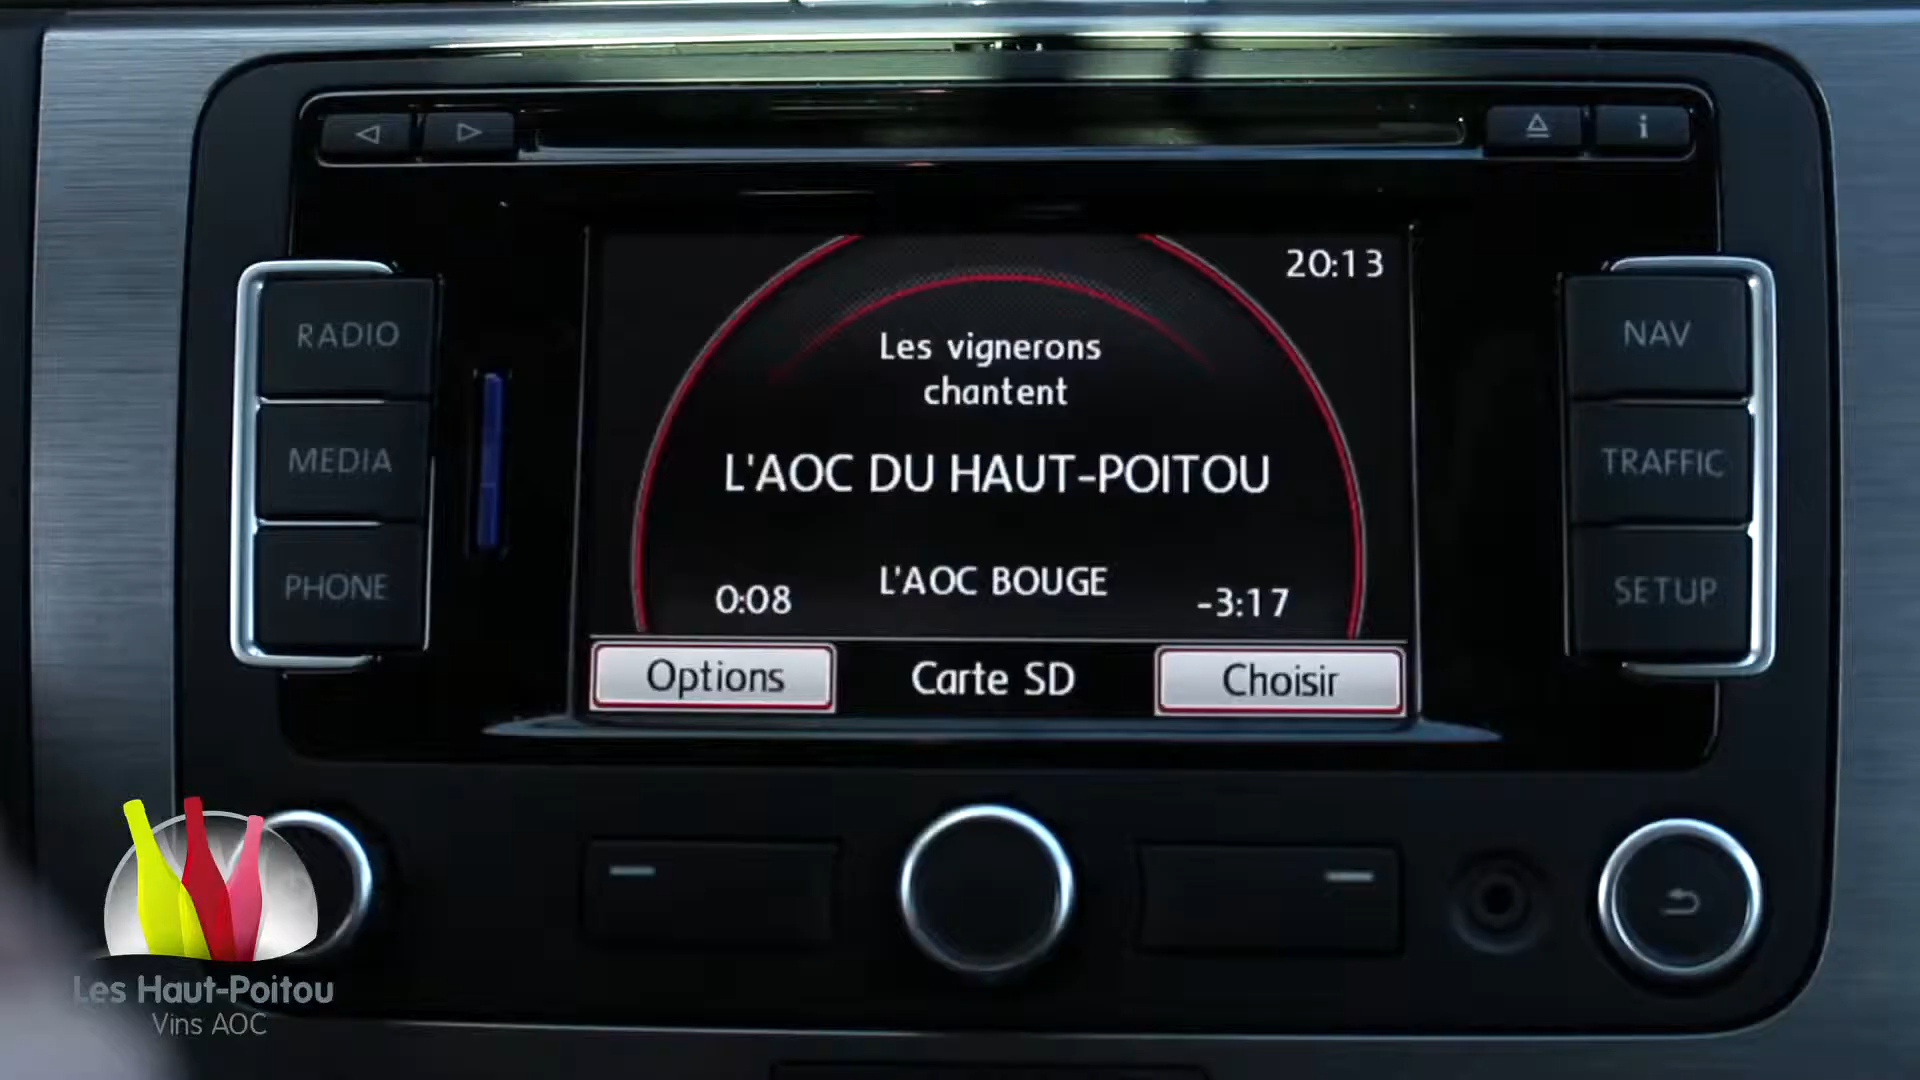 20:13
RADIO
MEDIA
PHONE
Les vignerons
chantent
L'AOC DU HAUT-POITOU
L'AOC BOUGE
0:08
-3:17
Options
Carte SD
Choisir
i
NAV
TRAFFIC
SETUP
Les Haut-Poitou
Vins AOC